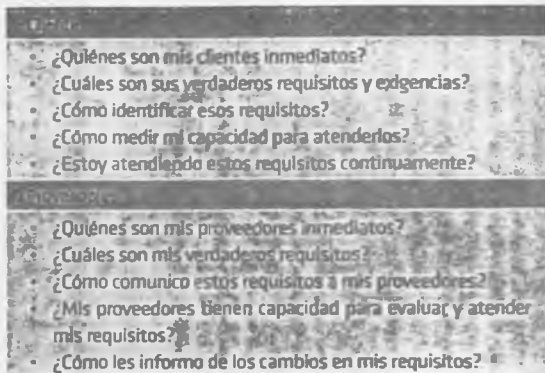 • ¿Quiénes son mis clientes inmediatos?
• ¿Cuáles son sus verdaderos requisitos y exigencias?
• ¿Cómo identificar esos requisitos?
• ¿Cómo medir mi capacidad para atenderlos?
• ¿Estoy atendiendo estos requisitos continuamente?
Proveedores
• ¿Quiénes son mis proveedores inmediatos?
• ¿Cuáles son mis verdaderos requisitos?
• ¿Cómo comunico estos requisitos a mis proveedores?
• ¿Mis proveedores tienen capacidad para evaluar y atender
mis requisitos?
• ¿Cómo les informo de los cambios en mis requisitos?